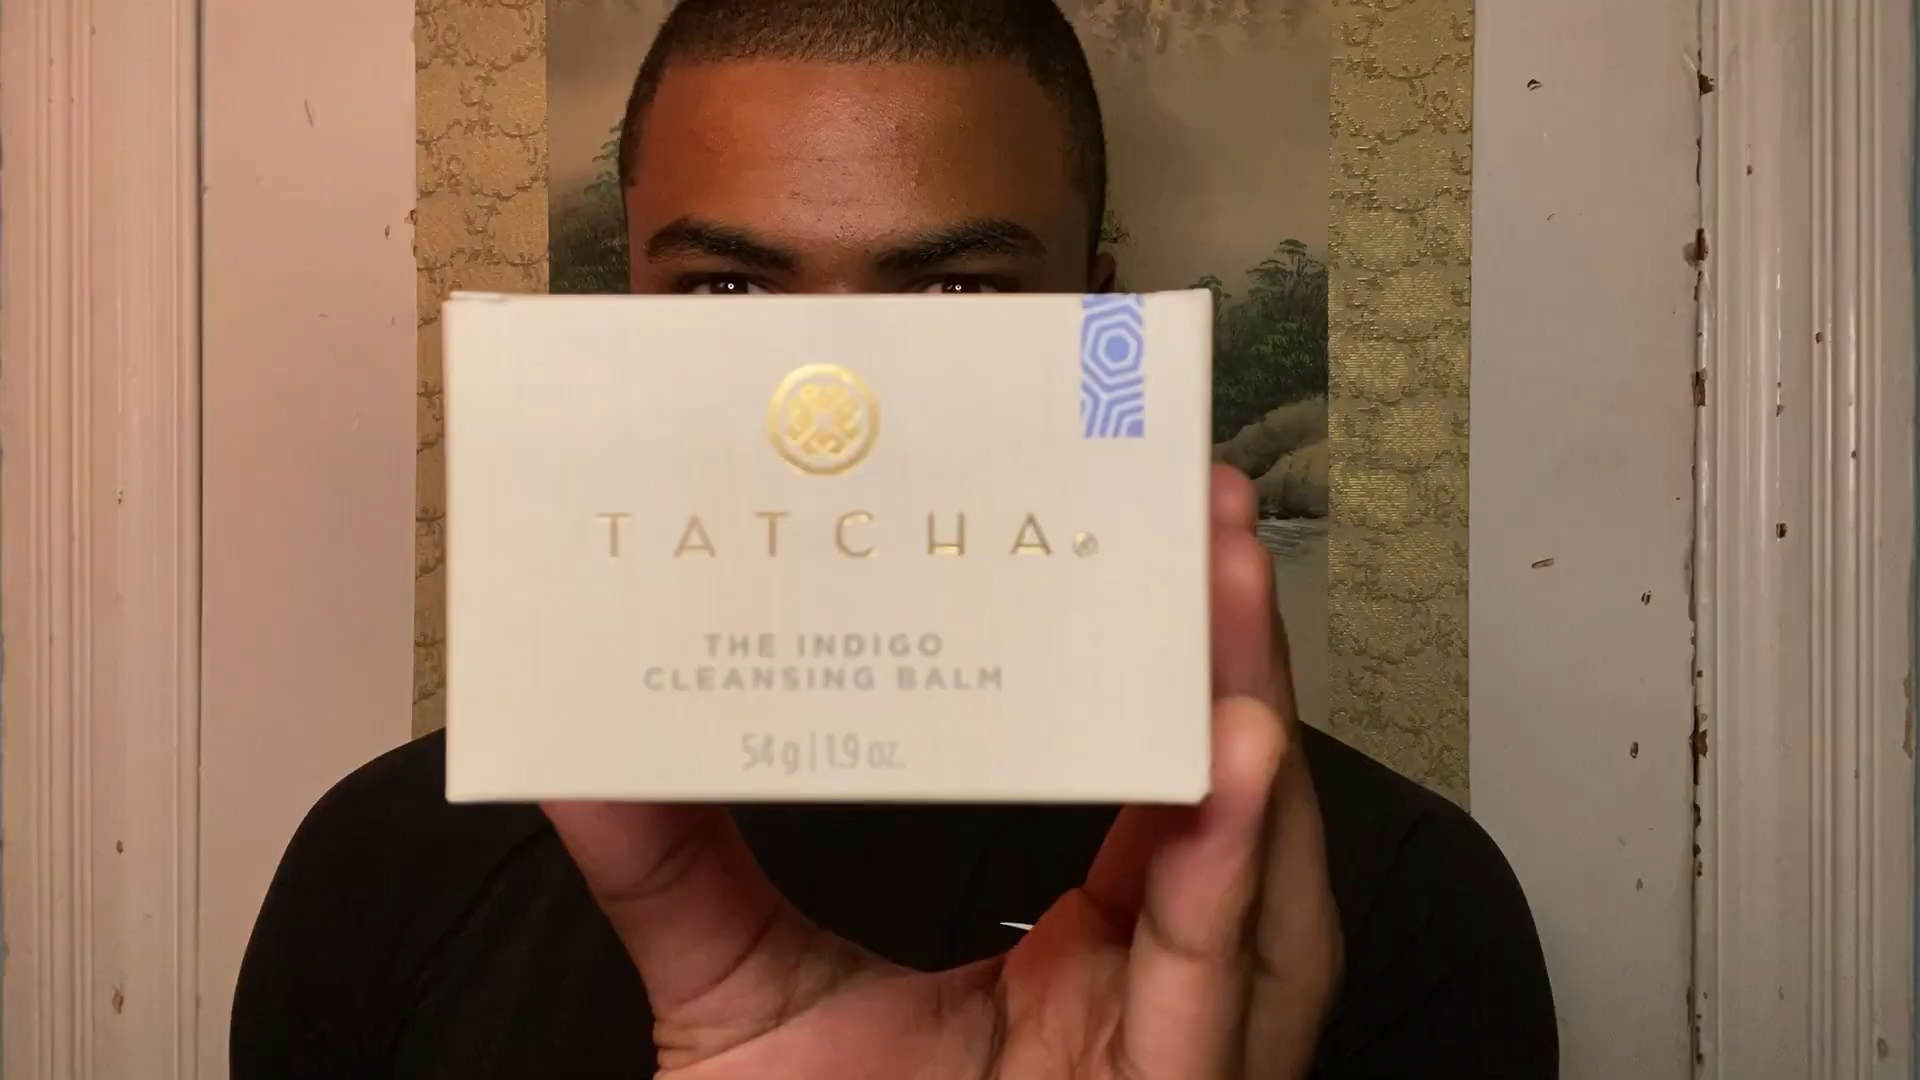 TATCHA
THE INDIGO
CLEANSING BALM
54 g | 1.9 oz.